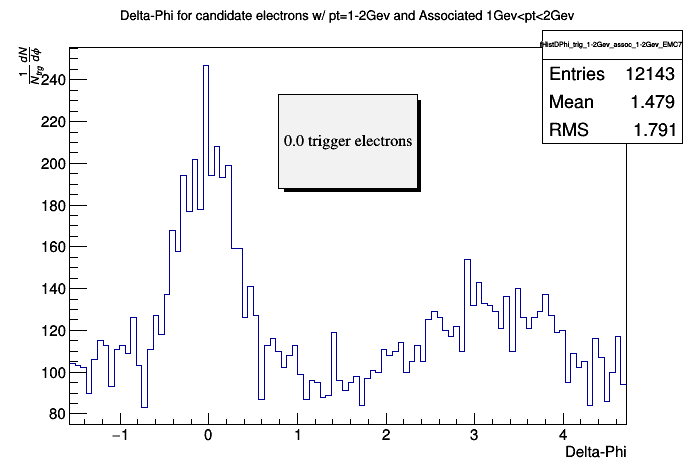 Delta-Phi for candidate electrons w/ pt=1-2Gev and Associated 1Gev<pt<2Gev
fHistDPhi_trig_1-2Gev_assoc_1-2Gev_EMC7
Entries 12143
Mean 1.479
RMS 1.791
1 dN
N_trg dϕ
0.0 trigger electrons
240
220
200
180
160
140
120
100
80
−1 0 1 2 3 4
Delta-Phi